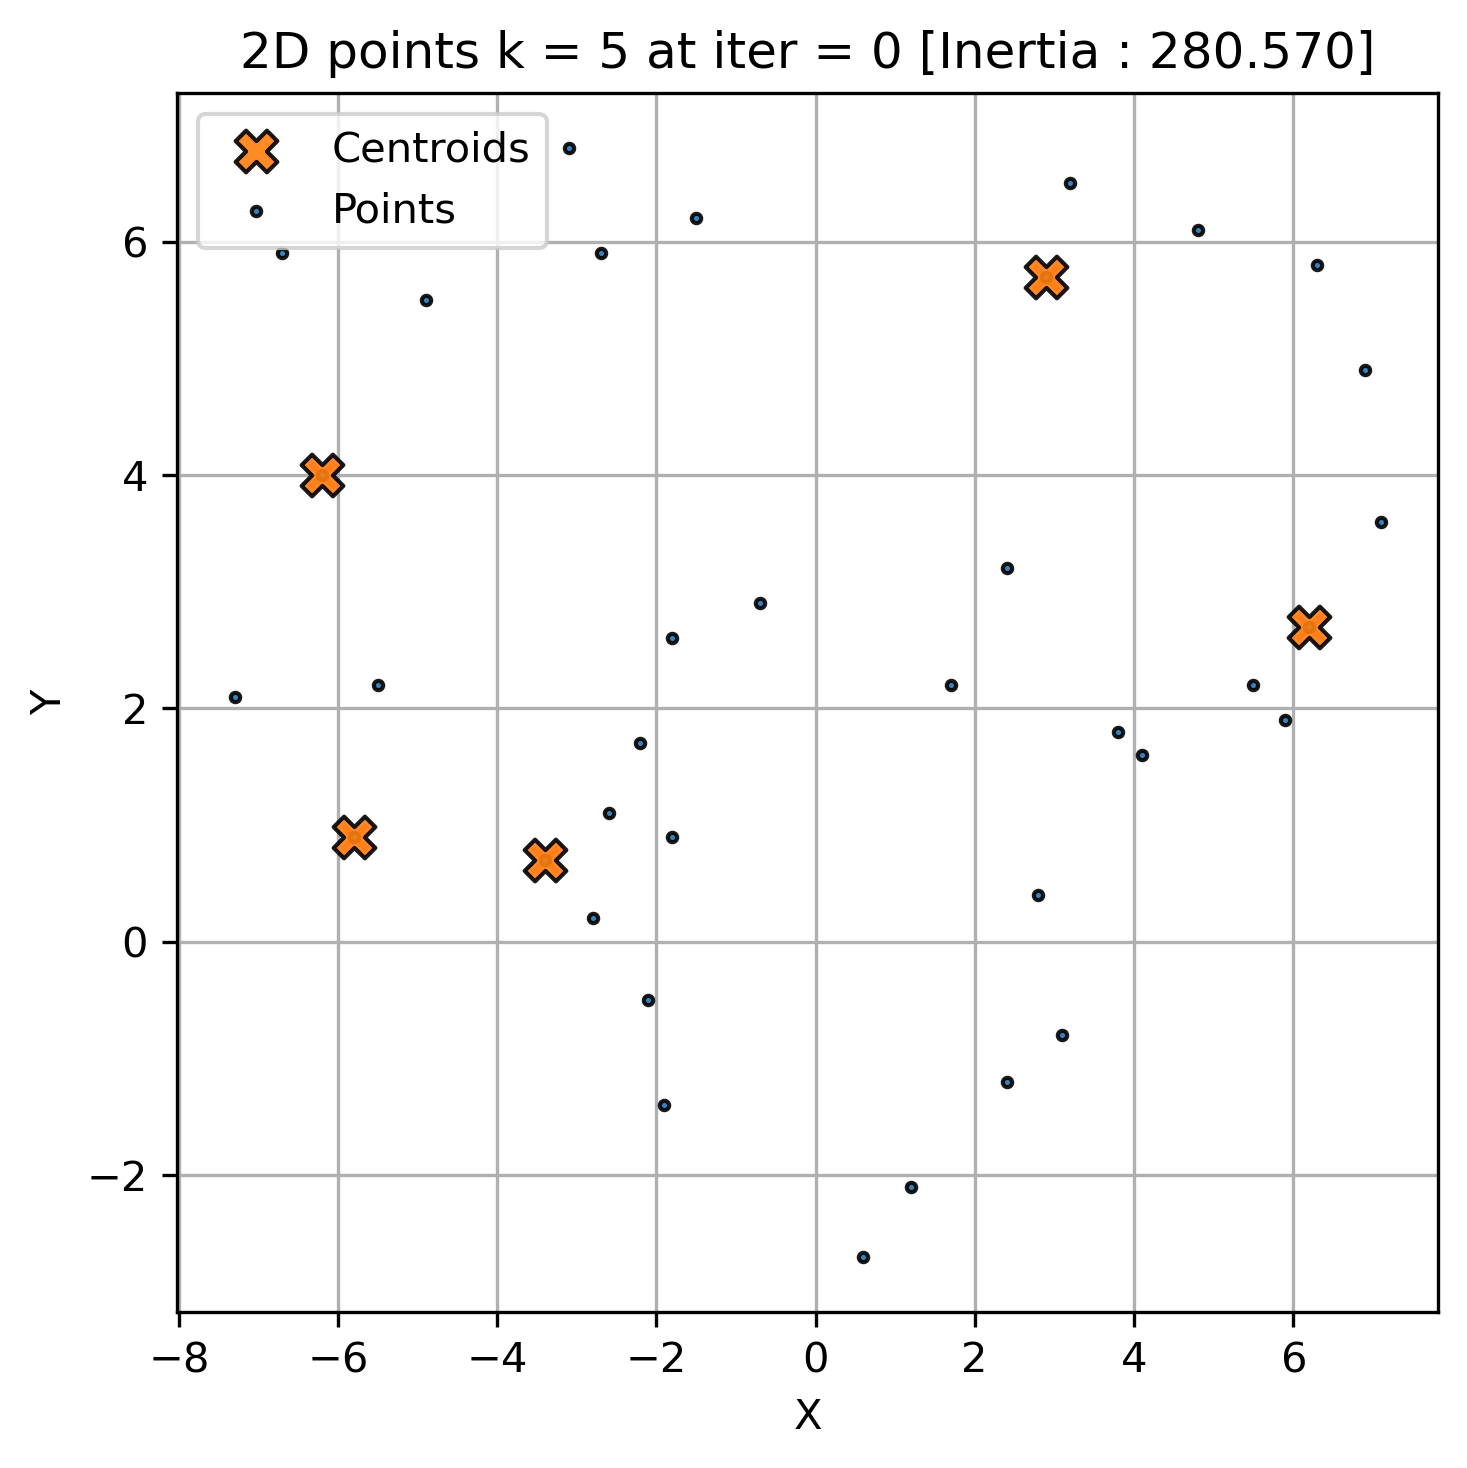 2D points k = 5 at iter = 0 [Inertia : 280.570]
Centroids
Points
6
4
2
0
−2
Y
−8 −6 −4 −2 0 2 4 6
X